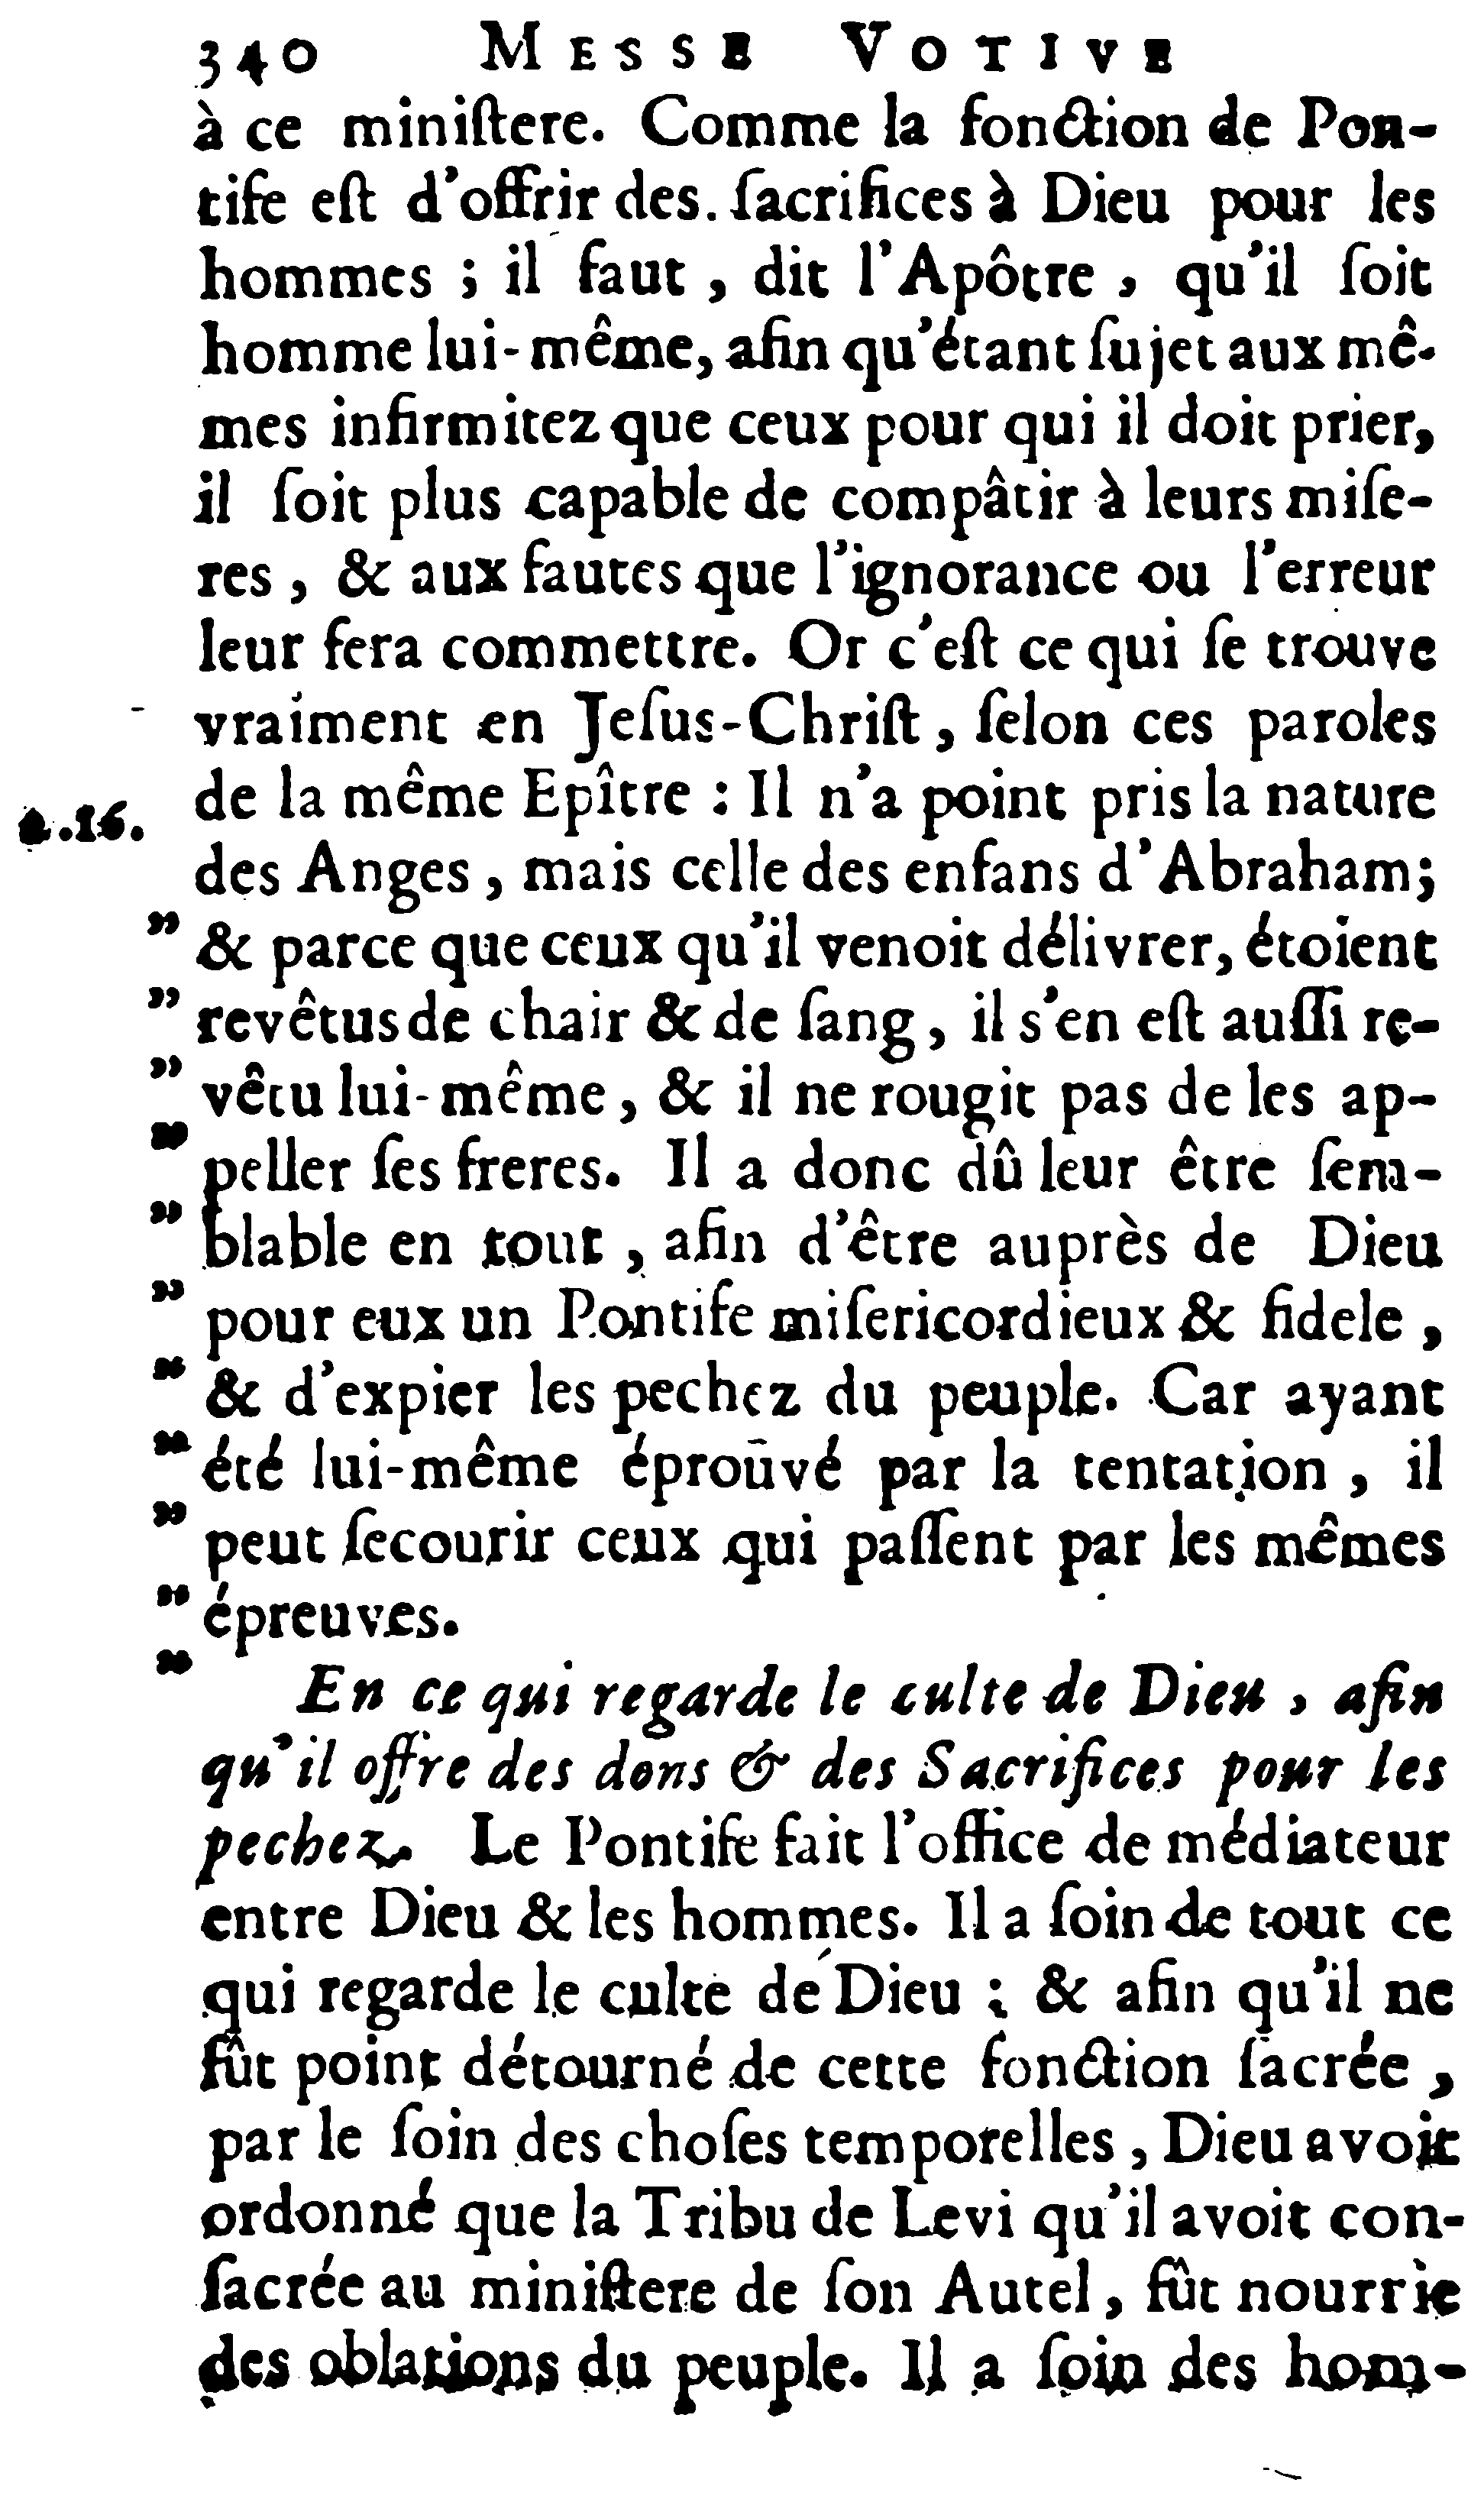 340 MESSE VOTIVE
à ce miniſtere. Comme la fonction de Pon-
tife eſt d'offrir des ſacrifices à Dieu pour les
hommes ; il faut , dit l'Apôtre , qu'il ſoit
homme lui-même, afin qu'étant ſujet aux mê-
mes infirmitez que ceux pour qui il doit prier,
il ſoit plus capable de compâtir à leurs miſe-
res , & aux fautes que l'ignorance ou l'erreur
leur fera commettre. Or c'eſt ce qui ſe trouve
vraiment en Jeſus-Chriſt , ſelon ces paroles
de la même Epître : Il n'a point pris la nature
2.16.
des Anges , mais celle des enfans d'Abraham;
" & parce que ceux qu'il venoit délivrer, étoient
" revêtus de chair & de ſang , il s'en eſt auſſi re-
" vêtu lui-même , & il ne rougit pas de les ap-
" peller ſes freres. Il a donc dû leur être ſem-
" blable en tout , afin d'être auprès de Dieu
" pour eux un Pontife miſericordieux & fidele ,
" & d'expier les pechez du peuple. Car ayant
" été lui-même éprouvé par la tentation , il
" peut ſecourir ceux qui paſſent par les mêmes
" épreuves.
" En ce qui regarde le culte de Dieu , afin
qu'il offre des dons & des Sacrifices pour les
pechez. Le Pontife fait l'office de médiateur
entre Dieu & les hommes. Il a ſoin de tout ce
qui regarde le culte de Dieu ; & afin qu'il ne
fût point détourné de cette fonction ſacrée ,
par le ſoin des choſes temporelles , Dieu avoit
ordonné que la Tribu de Levi qu'il avoit con-
ſacrée au miniſtere de ſon Autel , fût nourrie
des oblations du peuple. Il a ſoin des hom-